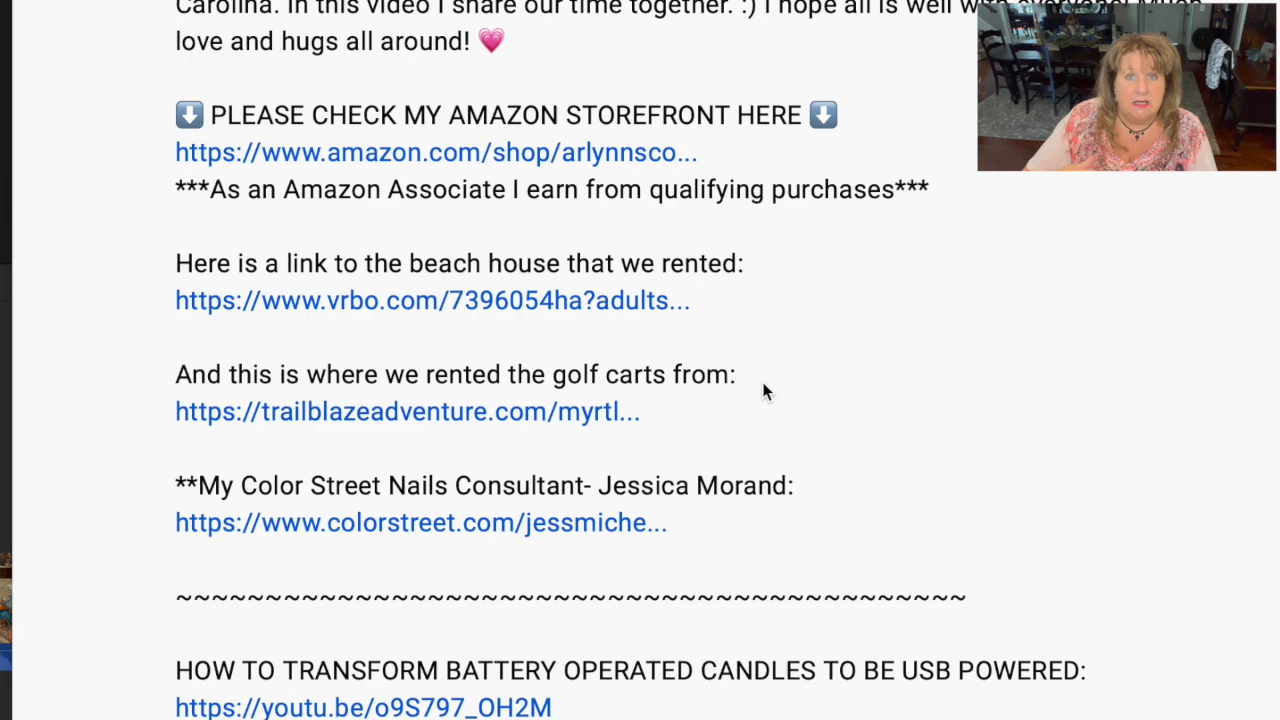 Carolina. In this video I share our time together. :) I hope all is well with everyone! Much
love and hugs all around! 💗
⬇️ PLEASE CHECK MY AMAZON STOREFRONT HERE ⬇️
https://www.amazon.com/shop/arlynnsco...
***As an Amazon Associate I earn from qualifying purchases***
Here is a link to the beach house that we rented:
https://www.vrbo.com/7396054ha?adults...
And this is where we rented the golf carts from:
https://trailblazeadventure.com/myrtl...
**My Color Street Nails Consultant- Jessica Morand:
https://www.colorstreet.com/jessmiche...
~~~~~~~~~~~~~~~~~~~~~~~~~~~~~~~~~~~~~~~~~~~~
HOW TO TRANSFORM BATTERY OPERATED CANDLES TO BE USB POWERED:
https://youtu.be/o9S797_OH2M